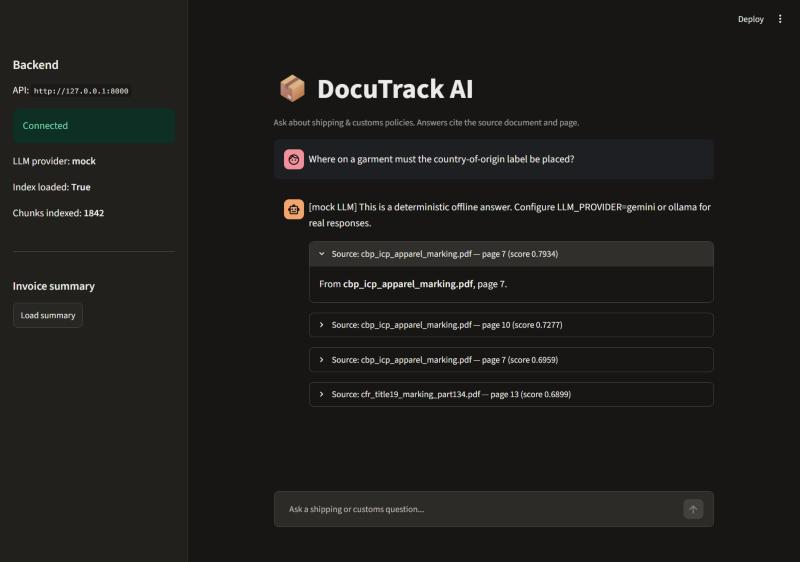 Deploy
Backend
API: http://127.0.0.1:8000
Connected
LLM provider: mock
Index loaded: True
Chunks indexed: 1842
Invoice summary
Load summary
DocuTrack AI
Ask about shipping & customs policies. Answers cite the source document and page.
Where on a garment must the country-of-origin label be placed?
[mock LLM] This is a deterministic offline answer. Configure LLM_PROVIDER=gemini or ollama for
real responses.
Source: cbp_icp_apparel_marking.pdf — page 7 (score 0.7934)
From cbp_icp_apparel_marking.pdf, page 7.
Source: cbp_icp_apparel_marking.pdf — page 10 (score 0.7277)
Source: cbp_icp_apparel_marking.pdf — page 7 (score 0.6959)
Source: cfr_title19_marking_part134.pdf — page 13 (score 0.6899)
Ask a shipping or customs question...